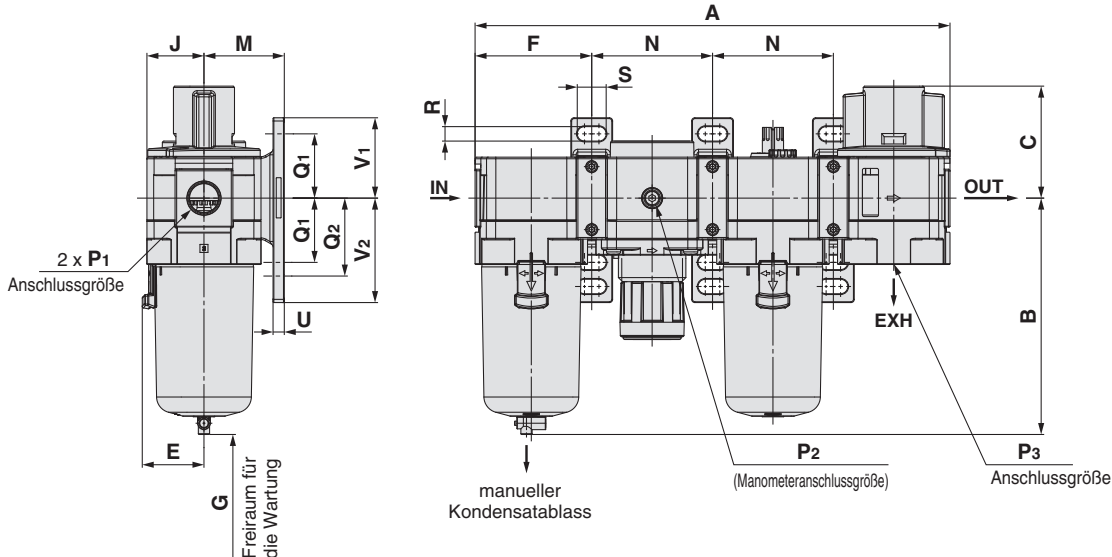 J
M
V1
Q1
Q1
Q2
V2
2 x P1
Anschlussgröße
U
E
G
Freiraum für
die Wartung
A
F
N
N
S
R
C
IN
OUT
EXH
B
P2
(Manometeranschlussgröße)
P3
Anschlussgröße
manueller
Kondensatablass